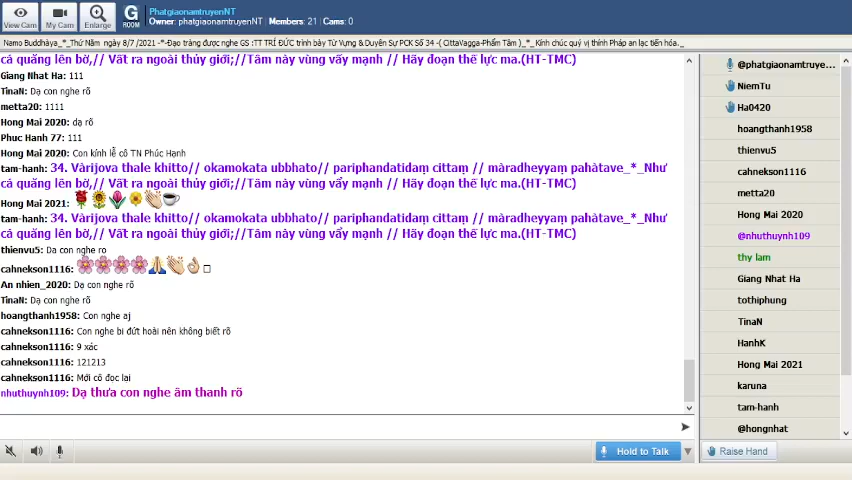 View Cam
My Cam
Enlarge
G
ROOM
PhatgiaonamtruyenNT
Owner: phatgiaonamtruyenNT | Members: 21 | Cams: 0
Namo Buddhàya_*_Thứ Năm ngày 8/7 /2021 -*-Đạo tràng được nghe GS :TT TRÍ ĐỨC trình bày Từ Vựng & Duyên Sự PCK Số 34 -( CittaVagga-Phẩm Tâm )_*_ Kính chúc quý vị thính Pháp an lạc tiến hóa._
cá quăng lên bờ,// Vất ra ngoài thủy giới;//Tâm này vùng vẫy mạnh // Hãy đoạn thế lực ma.(HT-TMC)
Giang Nhat Ha: 111
TinaN: Dạ con nghe rõ
metta20: 1111
Hong Mai 2020: dạ rõ
Phuc Hanh 77: 111
Hong Mai 2020: Con kính lễ cô TN Phúc Hạnh
tam-hanh: 34. Vàrijova thale khitto// okamokata ubbhato// pariphandatidaṃ cittaṃ // màradheyyaṃ pahàtave_*_Như
cá quăng lên bờ,// Vất ra ngoài thủy giới;//Tâm này vùng vẫy mạnh // Hãy đoạn thế lực ma.(HT-TMC)
Hong Mai 2021:
tam-hanh: 34. Vàrijova thale khitto// okamokata ubbhato// pariphandatidaṃ cittaṃ // màradheyyaṃ pahàtave_*_Như
cá quăng lên bờ,// Vất ra ngoài thủy giới;//Tâm này vùng vẫy mạnh // Hãy đoạn thế lực ma.(HT-TMC)
thienvu5: Dạ con nghe ro
cahnekson1116:
An nhien_2020: Dạ con nghe rõ
TinaN: Dạ con nghe rõ
hoangthanh1958: Con nghe aj
cahnekson1116: Con nghe bi đứt hoài nên không biết rõ
cahnekson1116: 9 xác
cahnekson1116: 121213
cahnekson1116: Mới cô đọc lại
nhuthuynh109: Dạ thưa con nghe âm thanh rõ
@phatgiaonamtruye...
NiemTu
Ha0420
hoangthanh1958
thienvu5
cahnekson1116
metta20
Hong Mai 2020
@nhuthuynh109
thy lam
Giang Nhat Ha
tothiphung
TinaN
HanhK
Hong Mai 2021
karuna
tam-hanh
@hongnhat
Hold to Talk
Raise Hand